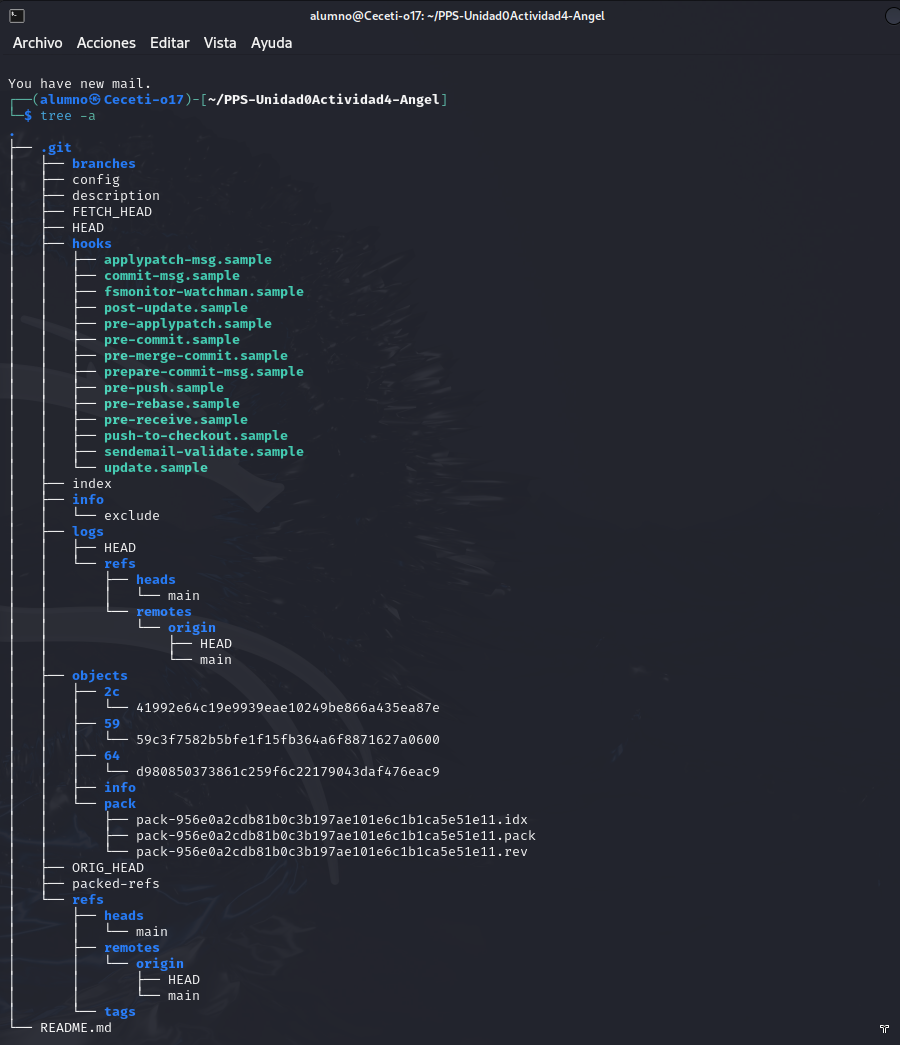 alumno@Ceceti-o17: ~/PPS-Unidad0Actividad4-Angel
Archivo Acciones Editar Vista Ayuda
You have new mail.
┌──(alumno㉿Ceceti-o17)-[~/PPS-Unidad0Actividad4-Angel]
└─$ tree -a
.
├── .git
│   ├── branches
│   ├── config
│   ├── description
│   ├── FETCH_HEAD
│   ├── HEAD
│   ├── hooks
│   │   ├── applypatch-msg.sample
│   │   ├── commit-msg.sample
│   │   ├── fsmonitor-watchman.sample
│   │   ├── post-update.sample
│   │   ├── pre-applypatch.sample
│   │   ├── pre-commit.sample
│   │   ├── pre-merge-commit.sample
│   │   ├── prepare-commit-msg.sample
│   │   ├── pre-push.sample
│   │   ├── pre-rebase.sample
│   │   ├── pre-receive.sample
│   │   ├── push-to-checkout.sample
│   │   ├── sendemail-validate.sample
│   │   └── update.sample
│   ├── index
│   ├── info
│   │   └── exclude
│   ├── logs
│   │   ├── HEAD
│   │   └── refs
│   │       ├── heads
│   │       │   └── main
│   │       └── remotes
│   │           └── origin
│   │               ├── HEAD
│   │               └── main
│   ├── objects
│   │   ├── 2c
│   │   │   └── 41992e64c19e9939eae10249be866a435ea87e
│   │   ├── 59
│   │   │   └── 59c3f7582b5bfe1f15fb364a6f8871627a0600
│   │   ├── 64
│   │   │   └── d980850373861c259f6c22179043daf476eac9
│   │   ├── info
│   │   └── pack
│   │       ├── pack-956e0a2cdb81b0c3b197ae101e6c1b1ca5e51e11.idx
│   │       ├── pack-956e0a2cdb81b0c3b197ae101e6c1b1ca5e51e11.pack
│   │       └── pack-956e0a2cdb81b0c3b197ae101e6c1b1ca5e51e11.rev
│   ├── ORIG_HEAD
│   ├── packed-refs
│   └── refs
│       ├── heads
│       │   └── main
│       ├── remotes
│       │   └── origin
│       │       ├── HEAD
│       │       └── main
│       └── tags
└── README.md